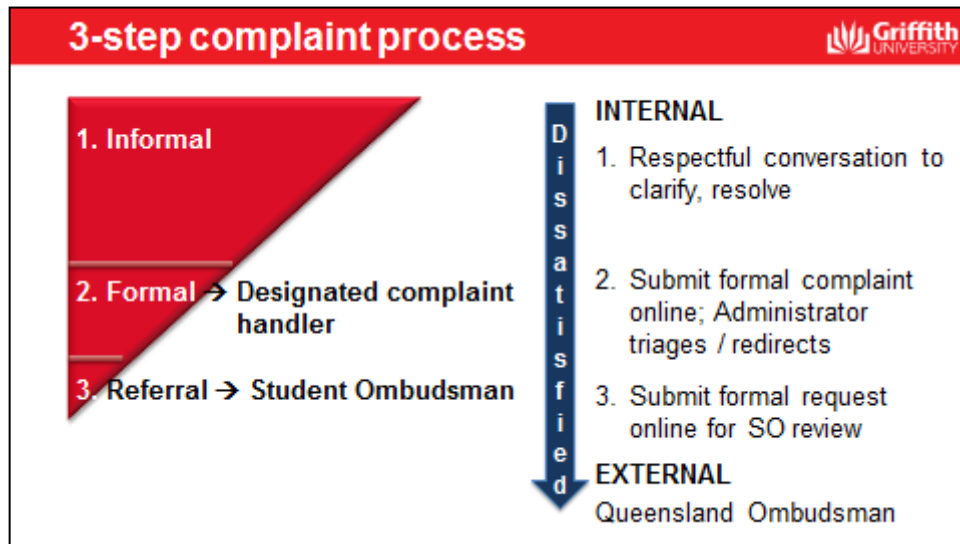 3-step complaint process
Griffith
UNIVERSITY
1. Informal
2. Formal → Designated complaint
handler
3. Referral → Student Ombudsman
Dissatisfied
INTERNAL
1. Respectful conversation to
clarify, resolve
2. Submit formal complaint
online; Administrator
triages / redirects
3. Submit formal request
online for SO review
EXTERNAL
Queensland Ombudsman